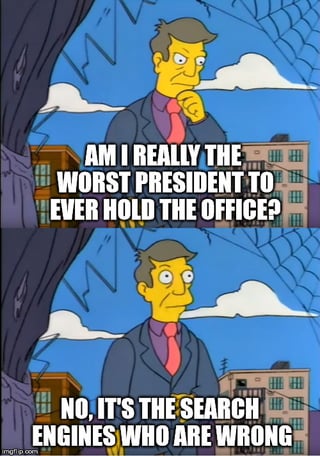 AM I REALLY THE
WORST PRESIDENT TO
EVER HOLD THE OFFICE?
NO, IT'S THE SEARCH
ENGINES WHO ARE WRONG
imgflip.com